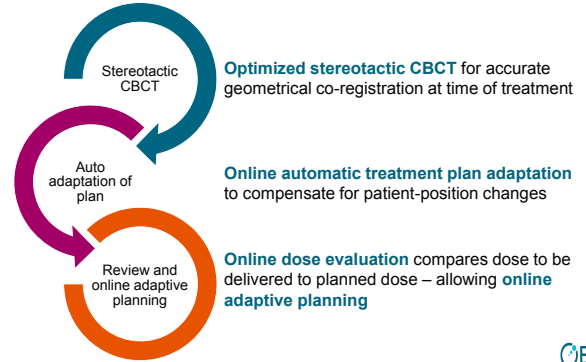 Stereotactic
CBCT
Optimized stereotactic CBCT for accurate
geometrical co-registration at time of treatment
Auto
adaptation of
plan
Online automatic treatment plan adaptation
to compensate for patient-position changes
Review and
online adaptive
planning
Online dose evaluation compares dose to be
delivered to planned dose – allowing online
adaptive planning